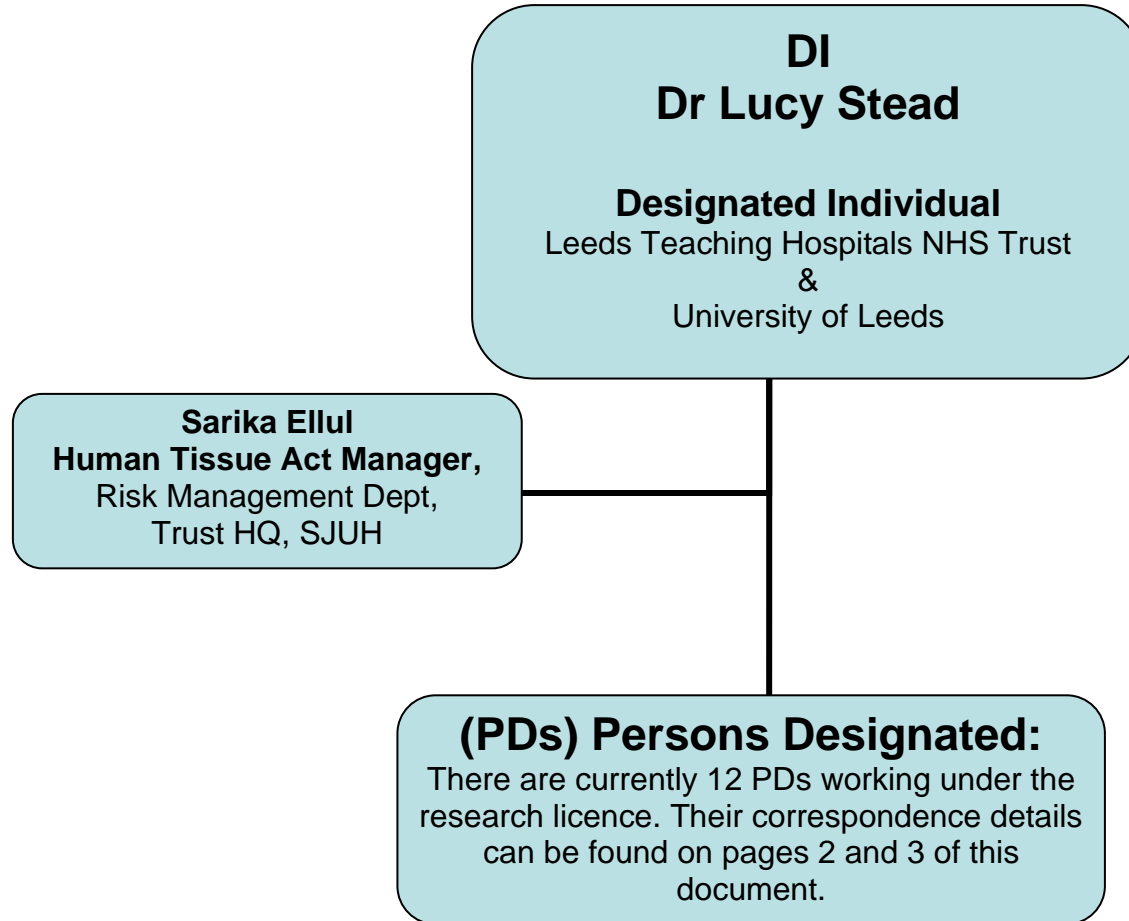 DI
Dr Lucy Stead
Designated Individual
Leeds Teaching Hospitals NHS Trust
&
University of Leeds
Sarika Ellul
Human Tissue Act Manager,
Risk Management Dept,
Trust HQ, SJUH
(PDs) Persons Designated:
There are currently 12 PDs working under the
research licence. Their correspondence details
can be found on pages 2 and 3 of this
document.